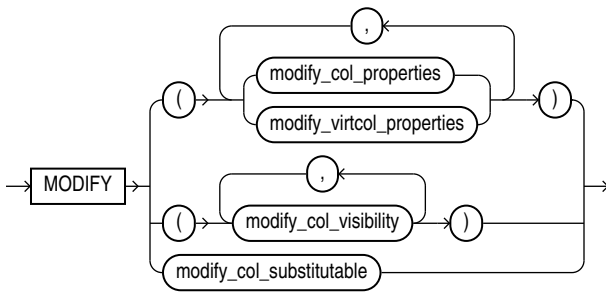 ,
modify_col_properties
( )
modify_virtcol_properties
MODIFY
,
( modify_col_visibility )
modify_col_substitutable